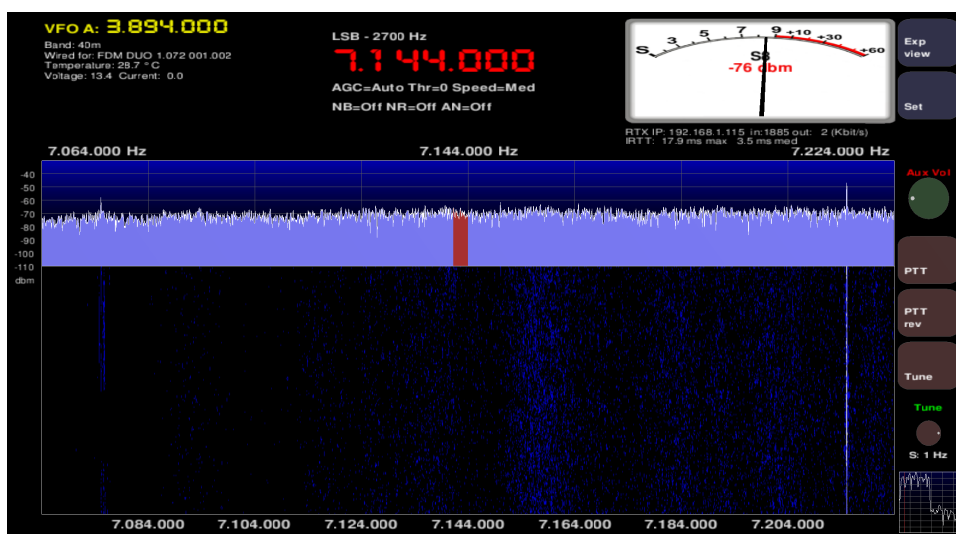 VFO A: 3.894.000
Band: 40m
Wired for: FDM DUO 1.072 001.002
Temperature: 28.7 ° C
Voltage: 13.4 Current: 0.0
LSB - 2700 Hz
7.144.000
AGC=Auto Thr=0 Speed=Med
NB=Off NR=Off AN=Off
S 3 5 7 9 +10 +30 +60
S8
-76 dbm
RTX IP: 192.168.1.115 in:1885 out: 2 (Kbit/s)
RTT: 17.9 ms max 3.5 ms med
Exp
view
Set
7.064.000 Hz 7.144.000 Hz 7.224.000 Hz
-40
-50
-60
-70
-80
-90
-100
-110
dbm
Aux Vol
PTT
PTT
rev
Tune
Tune
S: 1 Hz
7.084.000 7.104.000 7.124.000 7.144.000 7.164.000 7.184.000 7.204.000